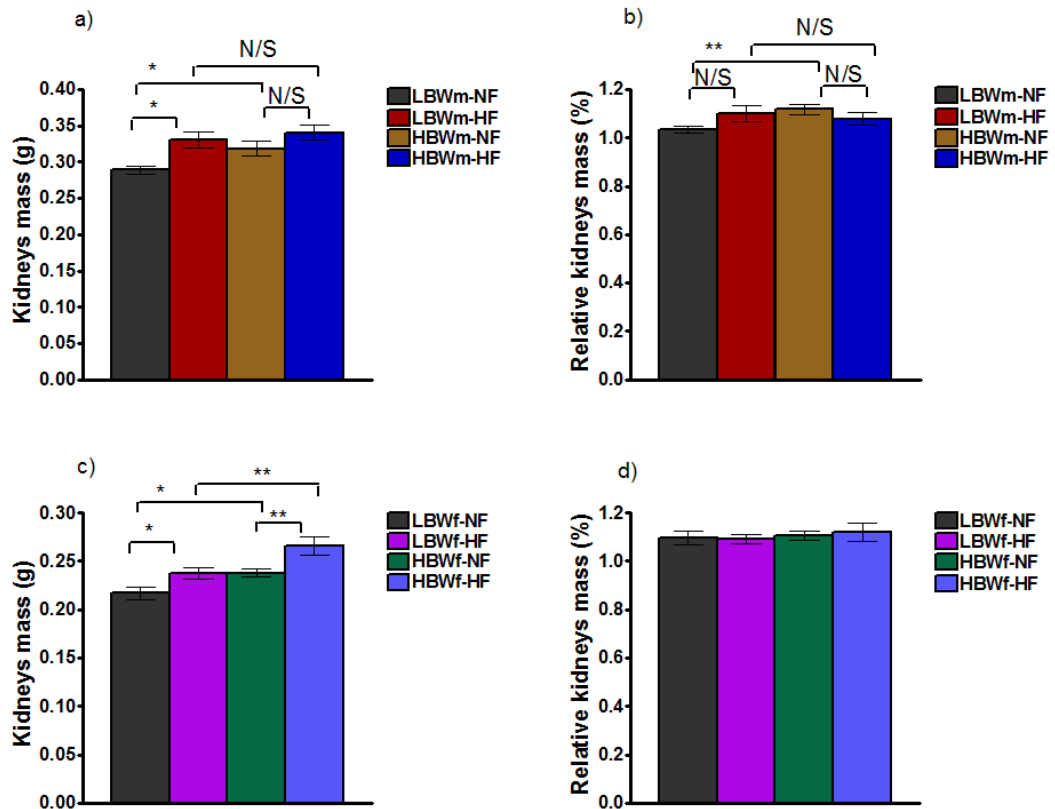 a)
N/S
*
*
N/S
Kidneys mass (g)
0.40
0.35
0.30
0.25
0.20
0.15
0.10
0.05
0.00
LBWm-NF
LBWm-HF
HBWm-NF
HBWm-HF
b)
N/S
**
N/S
N/S
Relative kidneys mass (%)
1.2
1.0
0.8
0.6
0.4
0.2
0.0
LBWm-NF
LBWm-HF
HBWm-NF
HBWm-HF
c)
**
*
*
**
Kidneys mass (g)
0.30
0.25
0.20
0.15
0.10
0.05
0.00
LBWf-NF
LBWf-HF
HBWf-NF
HBWf-HF
d)
Relative kidneys mass (%)
1.2
1.0
0.8
0.6
0.4
0.2
0.0
LBWf-NF
LBWf-HF
HBWf-NF
HBWf-HF